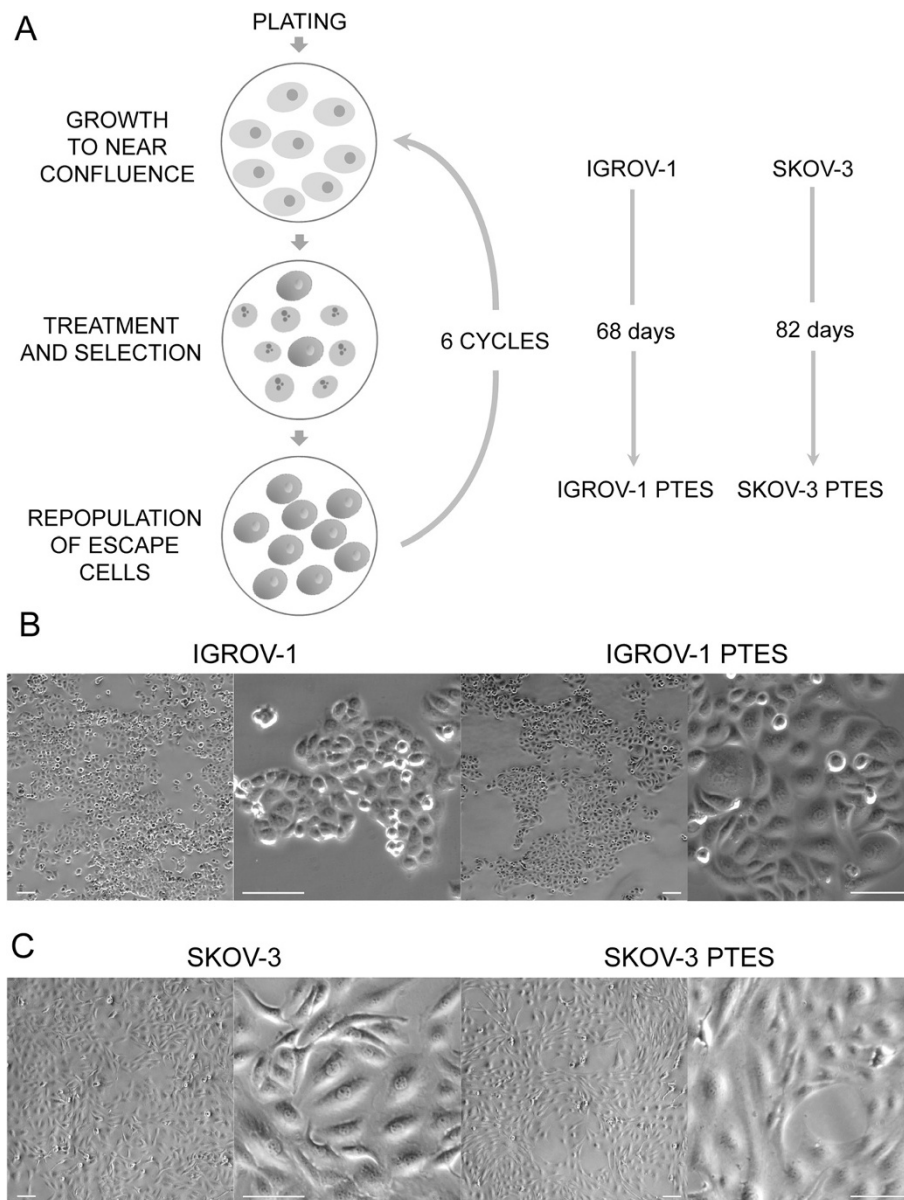 A
PLATING
GROWTH
TO NEAR
CONFLUENCE
TREATMENT
AND SELECTION
REPOPULATION
OF ESCAPE
CELLS
6 CYCLES
IGROV-1
SKOV-3
68 days
82 days
IGROV-1 PTES
SKOV-3 PTES
B
IGROV-1
IGROV-1 PTES
C
SKOV-3
SKOV-3 PTES